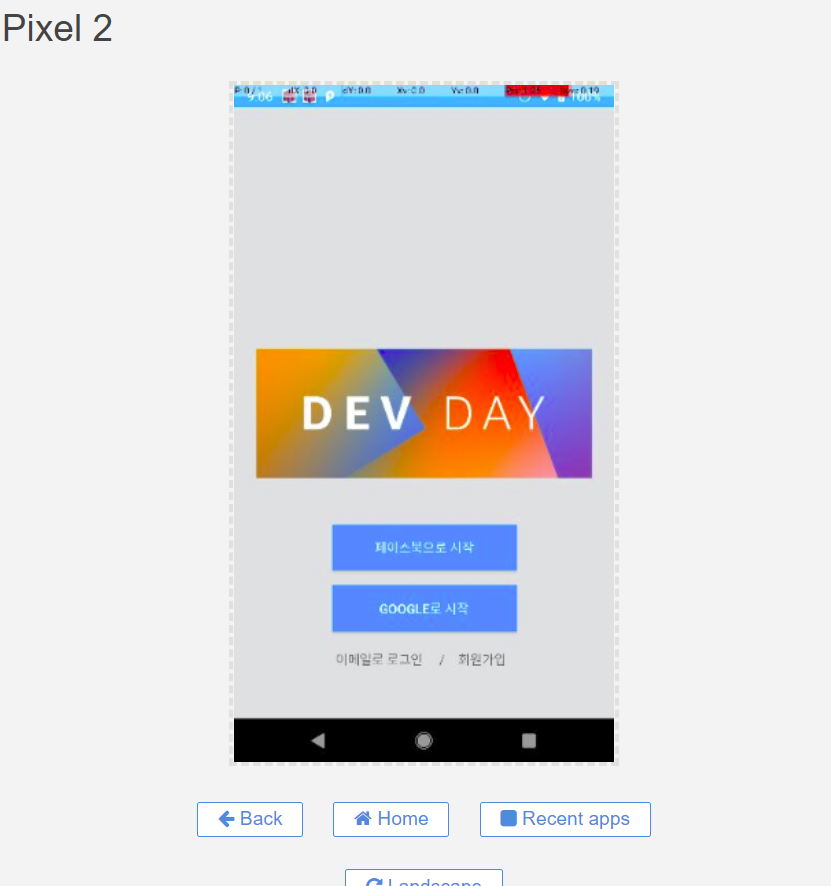 Pixel 2
P: 0 / 1 dX: 0.0 dY: 0.0 Xv: 0.0 Yv: 0.0
9:06 100%
DEV DAY
페이스북으로 시작
GOOGLE로 시작
이메일로 로그인 / 회원가입
Back Home Recent apps
Landscape